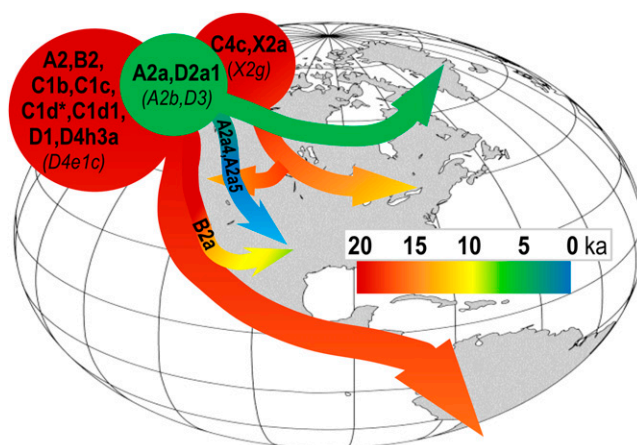 A2,B2,
C1b,C1c,
C1d*,C1d1,
D1,D4h3a
(D4e1c)
A2a,D2a1
(A2b,D3)
C4c,X2a
(X2g)
A2a4,A2a5
B2a
20 15 10 5 0 ka